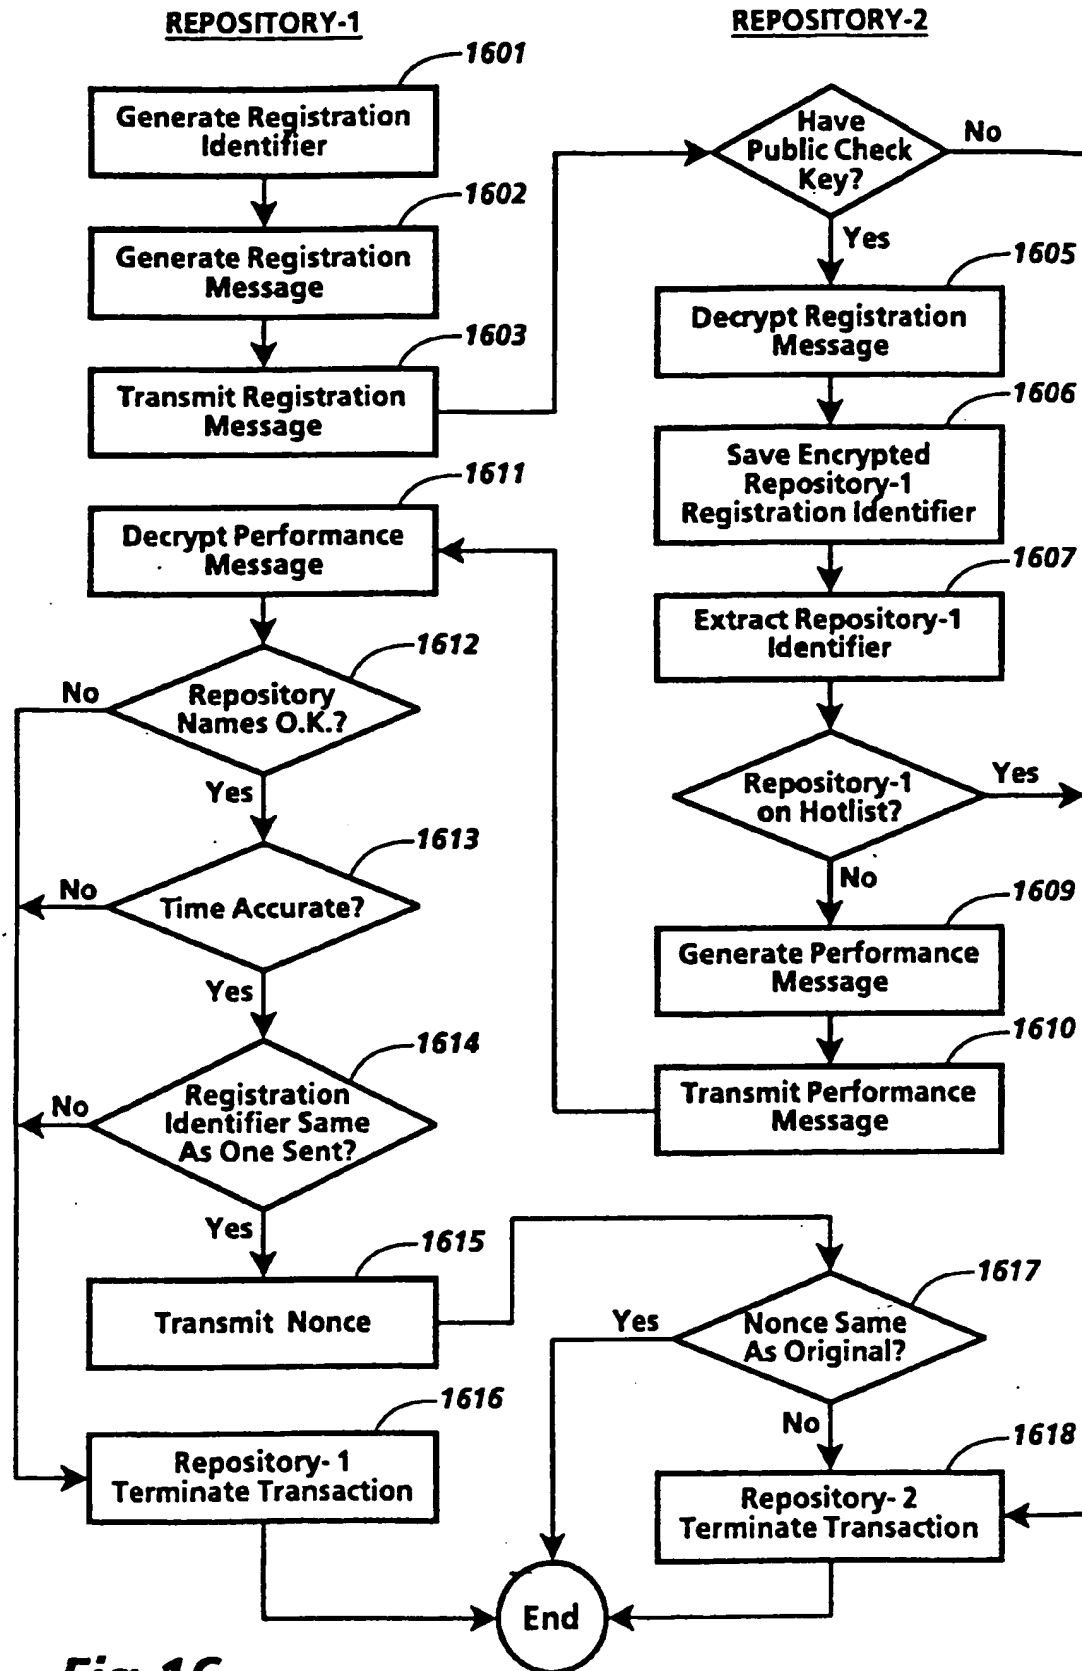 REPOSITORY-1
1601
Generate Registration
Identifier
1602
Generate Registration
Message
1603
Transmit Registration
Message
1611
Decrypt Performance
Message
1612
Repository
Names O.K.?
No
Yes
1613
Time Accurate?
No
Yes
1614
Registration
Identifier Same
As One Sent?
No
Yes
1615
Transmit Nonce
1616
Repository- 1
Terminate Transaction
REPOSITORY-2
Have
Public Check
Key?
No
Yes
1605
Decrypt Registration
Message
1606
Save Encrypted
Repository-1
Registration Identifier
1607
Extract Repository-1
Identifier
Repository-1
on Hotlist?
Yes
No
1609
Generate Performance
Message
1610
Transmit Performance
Message
1617
Nonce Same
As Original?
Yes
No
1618
Repository- 2
Terminate Transaction
End